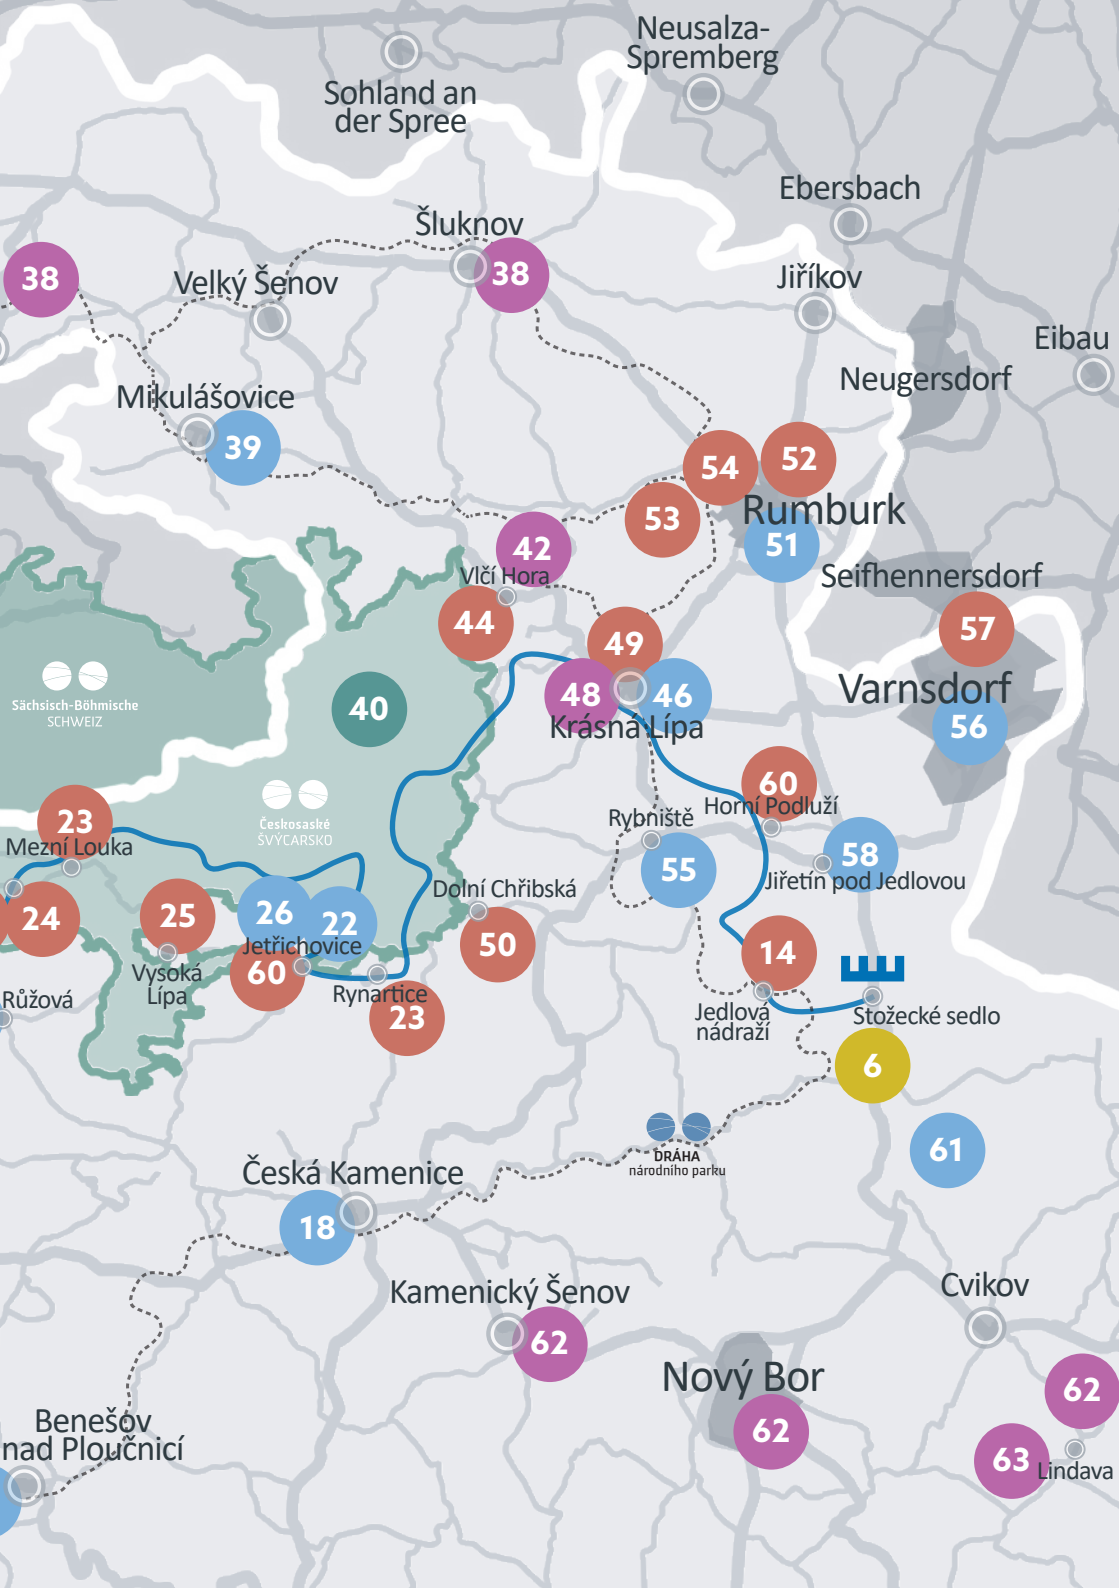 Neusalza-
Spremberg
Sohland an
der Spree
Ebersbach
Šluknov
38
38
Velký Šenov
Jiříkov
Eibau
Neugersdorf
Mikulášovice
39
52
54
Rumburk
53
51
42
Vlčí Hora
Seifhennersdorf
44
49
57
Sächsisch-Böhmische
SCHWEIZ
40
48
46
Varnsdorf
56
Krásná Lípa
60
Horní Podluží
23
Mezní Louka
Českosaské
ŠVÝCARSKO
Rybniště
58
55
Jiřetín pod Jedlovou
Dolní Chřibská
24
25
26
22
Jetřichovice
50
14
60
Vysoká
Lípa
Rynartice
23
Růžová
Jedlová
nádraží
Stožecké sedlo
6
DRÁHA
národního parku
61
Česká Kamenice
18
Kamenický Šenov
62
Cvikov
Nový Bor
62
62
Benešov
nad Ploučnicí
63
Lindava